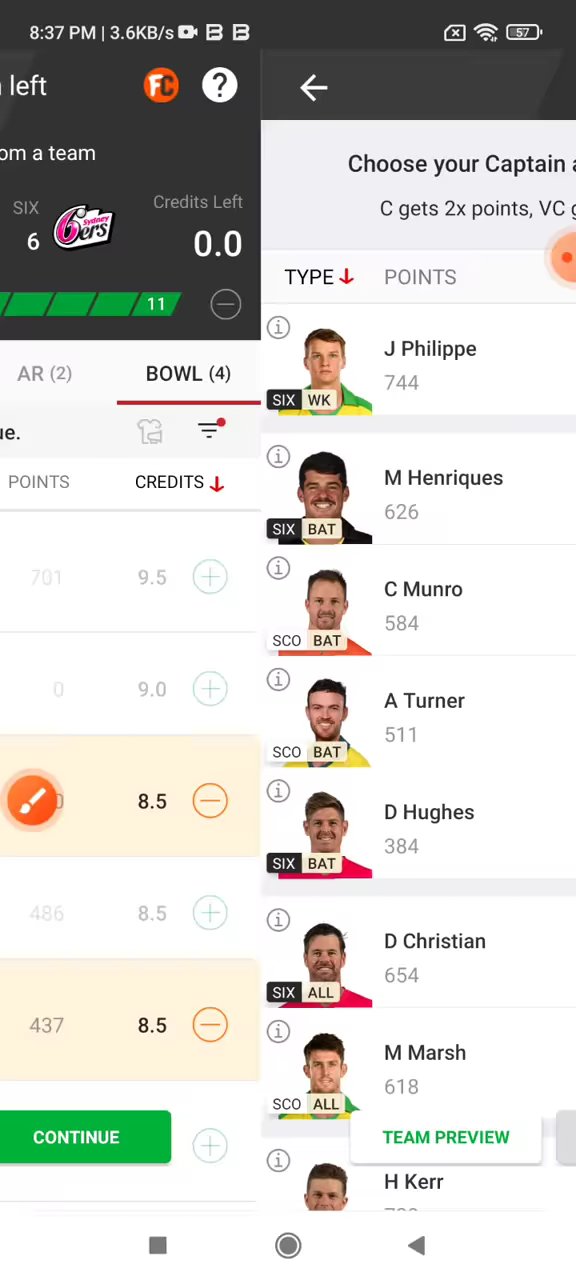 8:37 PM | 3.6KB/s
57
left
FC
?
om a team
SIX
6
Sydney
6ers
Credits Left
0.0
11
AR (2)
BOWL (4)
ue.
POINTS
CREDITS
701
9.5
0
9.0
8.5
486
8.5
437
8.5
CONTINUE
Choose your Captain a
C gets 2x points, VC g
TYPE
POINTS
J Philippe
744
SIX WK
M Henriques
626
SIX BAT
C Munro
584
SCO BAT
A Turner
511
SCO BAT
D Hughes
384
SIX BAT
D Christian
654
SIX ALL
M Marsh
618
SCO ALL
TEAM PREVIEW
H Kerr